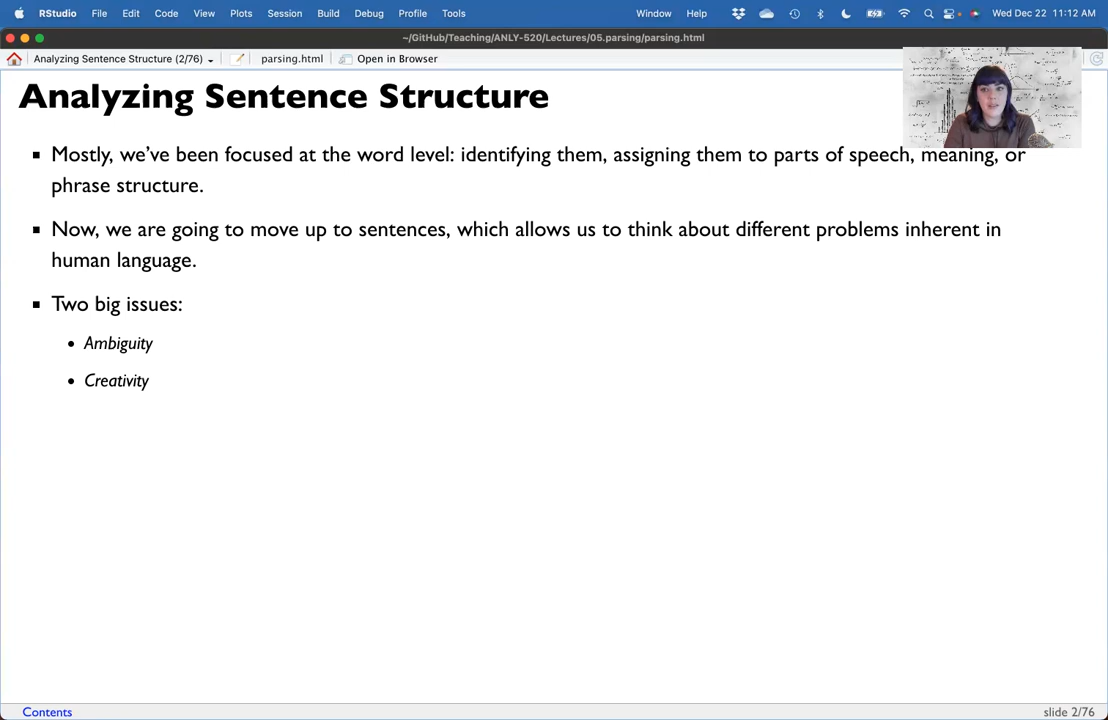 RStudio File Edit Code View Plots Session Build Debug Profile Tools Window Help Wed Dec 22 11:12 AM
~/GitHub/Teaching/ANLY-520/Lectures/05.parsing/parsing.html
Analyzing Sentence Structure (2/76) parsing.html Open in Browser
Analyzing Sentence Structure
Mostly, we’ve been focused at the word level: identifying them, assigning them to parts of speech, meaning, or
phrase structure.
Now, we are going to move up to sentences, which allows us to think about different problems inherent in
human language.
Two big issues:
Ambiguity
Creativity
Contents slide 2/76